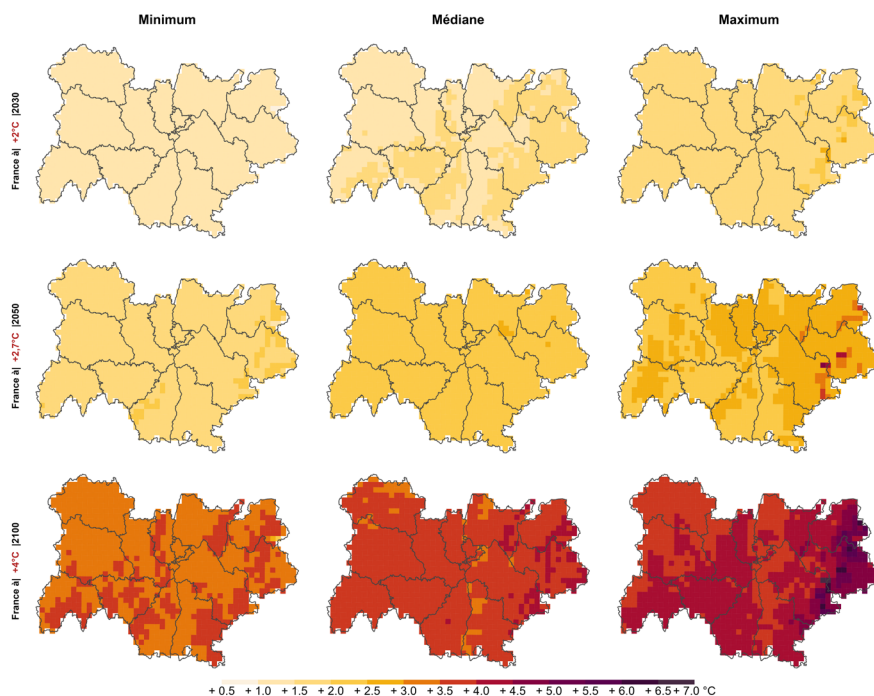 Minimum Médiane Maximum
France à| +2°C |2030
France à| +2,7°C |2050
France à| +4°C |2100
+ 0.5 + 1.0 + 1.5 + 2.0 + 2.5 + 3.0 + 3.5 + 4.0 + 4.5 + 5.0 + 5.5 + 6.0 + 6.5 + 7.0 °C